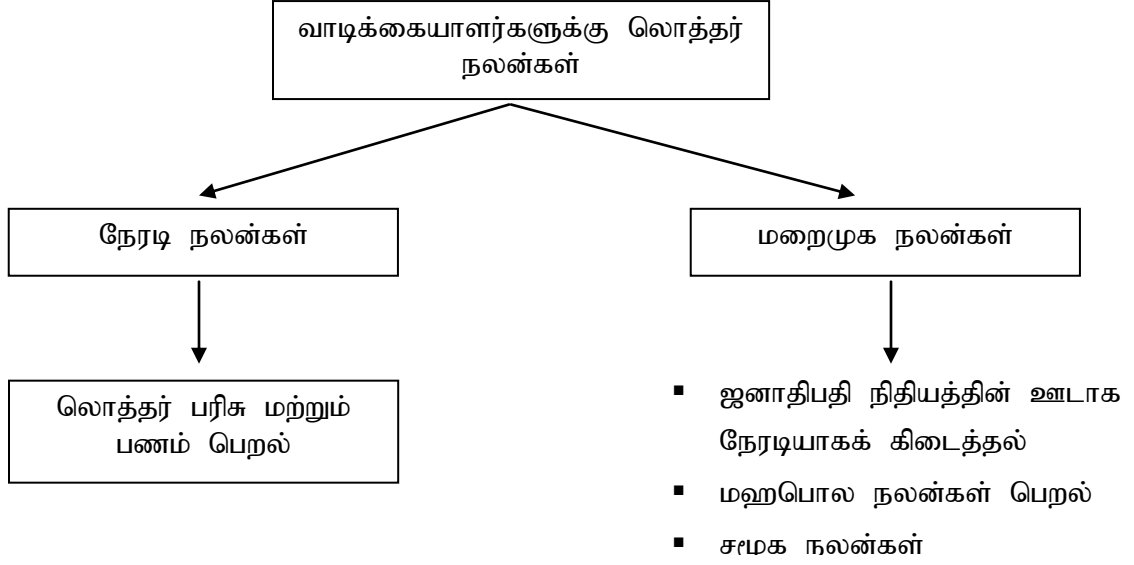 வாடிக்கையாளர்களுக்கு லொத்தர்
நலன்கள்
நேரடி நலன்கள்
மறைமுக நலன்கள்
லொத்தர் பரிசு மற்றும்
பணம் பெறல்
▪ ஜனாதிபதி நிதியத்தின் ஊடாக
நேரடியாகக் கிடைத்தல்
▪ மஹபொல நலன்கள் பெறல்
▪ சமூக நலன்கள்